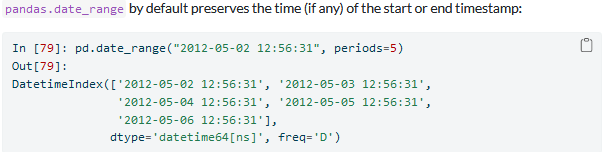 pandas.date_range by default preserves the time (if any) of the start or end timestamp:
In [79]: pd.date_range("2012-05-02 12:56:31", periods=5)
Out[79]:
DatetimeIndex(['2012-05-02 12:56:31', '2012-05-03 12:56:31',
               '2012-05-04 12:56:31', '2012-05-05 12:56:31',
               '2012-05-06 12:56:31'],
              dtype='datetime64[ns]', freq='D')